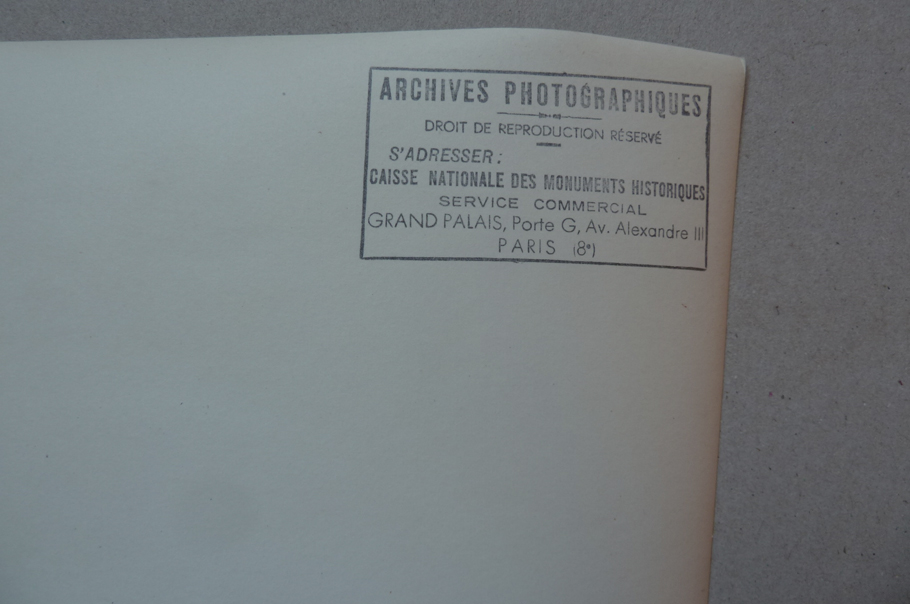 ARCHIVES PHOTOGRAPHIQUES
DROIT DE REPRODUCTION RÉSERVÉ
S'ADRESSER :
CAISSE NATIONALE DES MONUMENTS HISTORIQUES
SERVICE COMMERCIAL
GRAND PALAIS, Porte G, Av. Alexandre III
PARIS (8e)